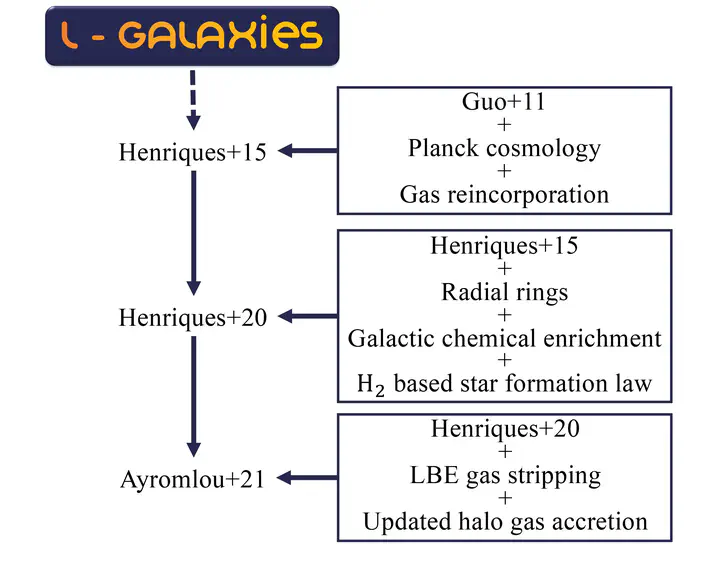 L - GALAXIES
Henriques+15
Guo+11
+
Planck cosmology
+
Gas reincorporation
Henriques+20
Henriques+15
+
Radial rings
+
Galactic chemical enrichment
+
H₂ based star formation law
Ayromlou+21
Henriques+20
+
LBE gas stripping
+
Updated halo gas accretion